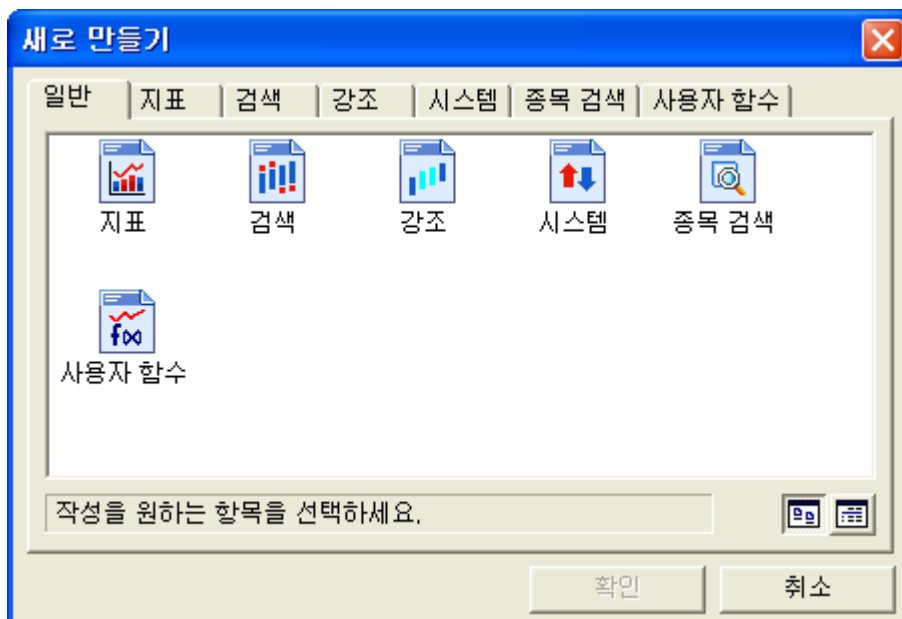 새로 만들기
일반 지표 검색 강조 시스템 종목 검색 사용자 함수
지표 검색 강조 시스템 종목 검색
f(x)
사용자 함수
작성을 원하는 항목을 선택하세요.
확인 취소